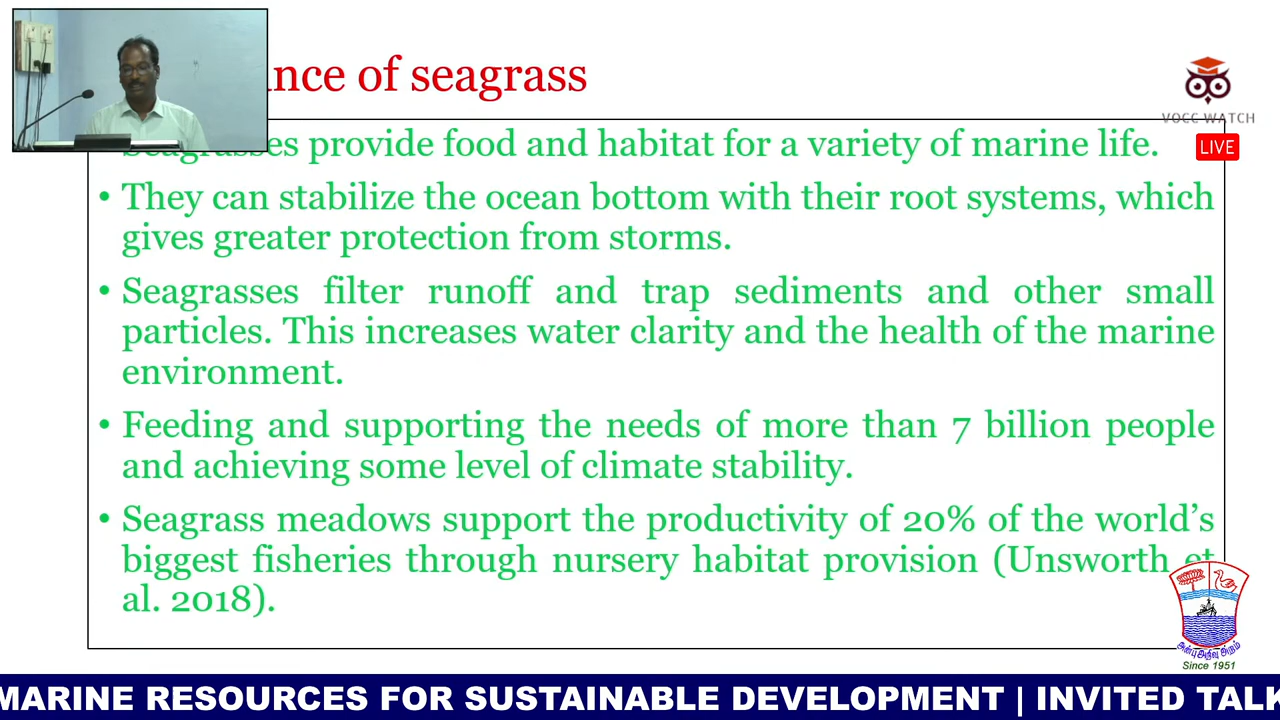 nce of seagrass
VOCC WATCH
LIVE
Seagrasses provide food and habitat for a variety of marine life.
• They can stabilize the ocean bottom with their root systems, which
gives greater protection from storms.
• Seagrasses filter runoff and trap sediments and other small
particles. This increases water clarity and the health of the marine
environment.
• Feeding and supporting the needs of more than 7 billion people
and achieving some level of climate stability.
• Seagrass meadows support the productivity of 20% of the world’s
biggest fisheries through nursery habitat provision (Unsworth et
al. 2018).
அன்பு அறிவு அருள்
Since 1951
MARINE RESOURCES FOR SUSTAINABLE DEVELOPMENT | INVITED TALK